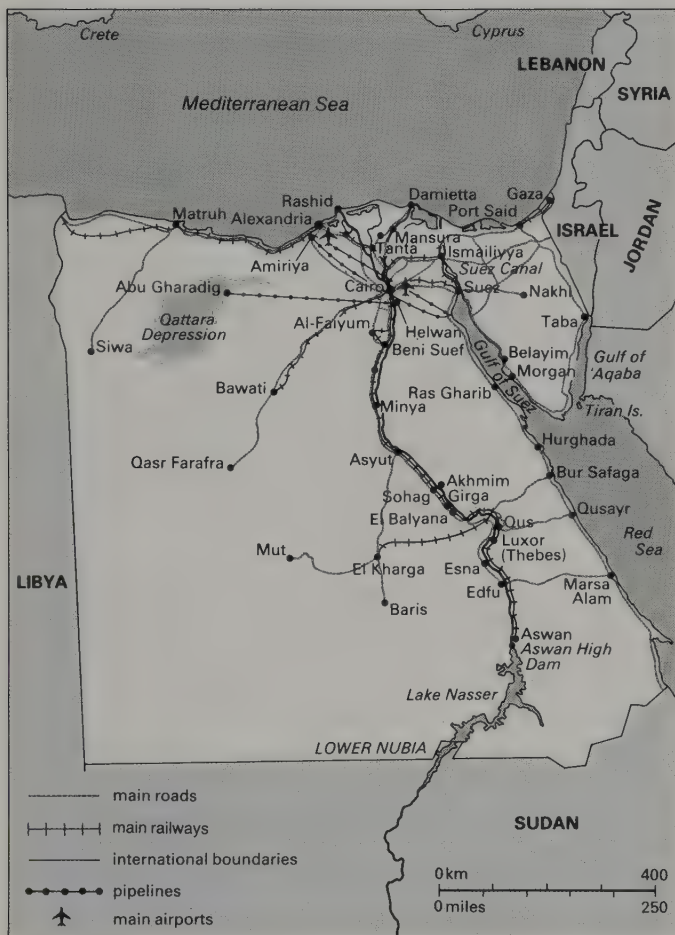 Crete
Cyprus
LEBANON
SYRIA
Mediterranean Sea
Rashid
Damietta
Gaza
Matruh
Alexandria
Port Said
ISRAEL
JORDAN
Mansura
Tanta
Ismailiyya
Amiriya
Suez Canal
Abu Gharadig
Cairo
Suez
Nakhl
Qattara
Depression
Al-Faiyum
Helwan
Taba
Siwa
Beni Suef
Belayim
Gulf of
'Aqaba
Morgan
Gulf of Suez
Bawati
Ras Gharib
Minya
Tiran Is.
Hurghada
Qasr Farafra
Asyut
Bur Safaga
Akhmim
Sohag
Girga
El Balyana
Qus
Qusayr
Red
Sea
Mut
Luxor
(Thebes)
El Kharga
Esna
LIBYA
Edfu
Marsa
Alam
Baris
Aswan
Aswan High
Dam
Lake Nasser
LOWER NUBIA
main roads
SUDAN
main railways
international boundaries
0 km 400
pipelines
0 miles 250
main airports